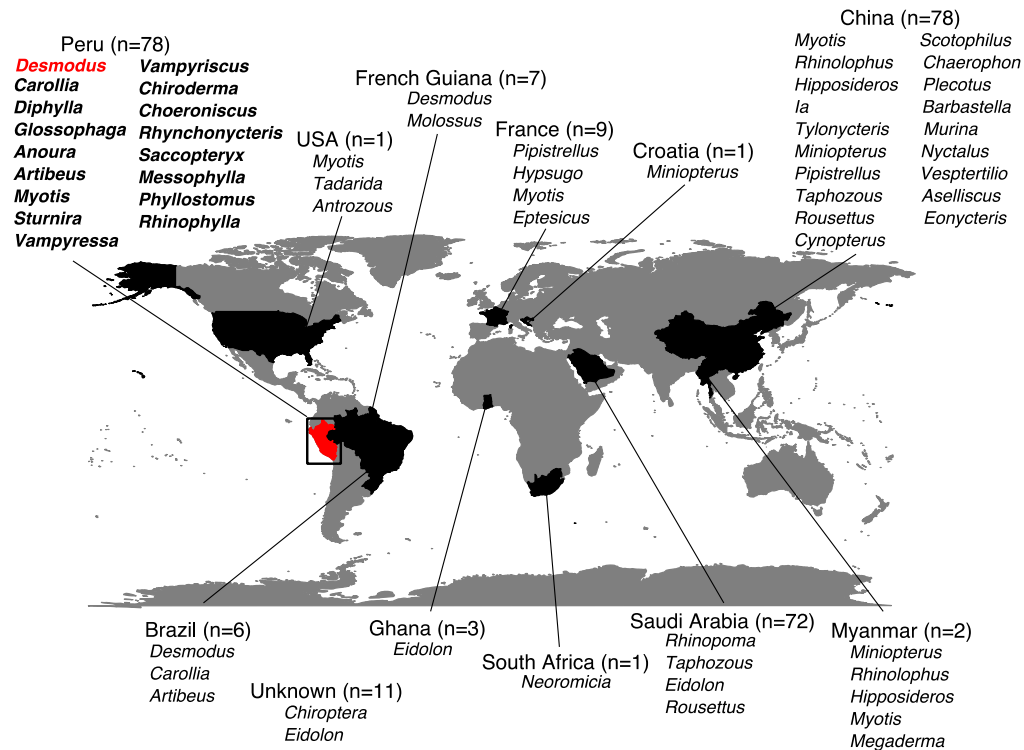 Peru (n=78)
Desmodus
Carollia
Diphylla
Glossophaga
Anoura
Artibeus
Myotis
Sturnira
Vampyressa
Vampyriscus
Chiroderma
Choeroniscus
Rhynchonycteris
Saccopteryx
Messophylla
Phyllostomus
Rhinophylla
USA (n=1)
Myotis
Tadarida
Antrozous
French Guiana (n=7)
Desmodus
Molossus
France (n=9)
Pipistrellus
Hypsugo
Myotis
Eptesicus
Croatia (n=1)
Miniopterus
China (n=78)
Myotis
Rhinolophus
Hipposideros
Ia
Tylonycteris
Miniopterus
Pipistrellus
Taphozous
Rousettus
Cynopterus
Scotophilus
Chaerophon
Plecotus
Barbastella
Murina
Nyctalus
Vesptertilio
Aselliscus
Eonycteris
Brazil (n=6)
Desmodus
Carollia
Artibeus
Unknown (n=11)
Chiroptera
Eidolon
Ghana (n=3)
Eidolon
South Africa (n=1)
Neoromicia
Saudi Arabia (n=72)
Rhinopoma
Taphozous
Eidolon
Rousettus
Myanmar (n=2)
Miniopterus
Rhinolophus
Hipposideros
Myotis
Megaderma